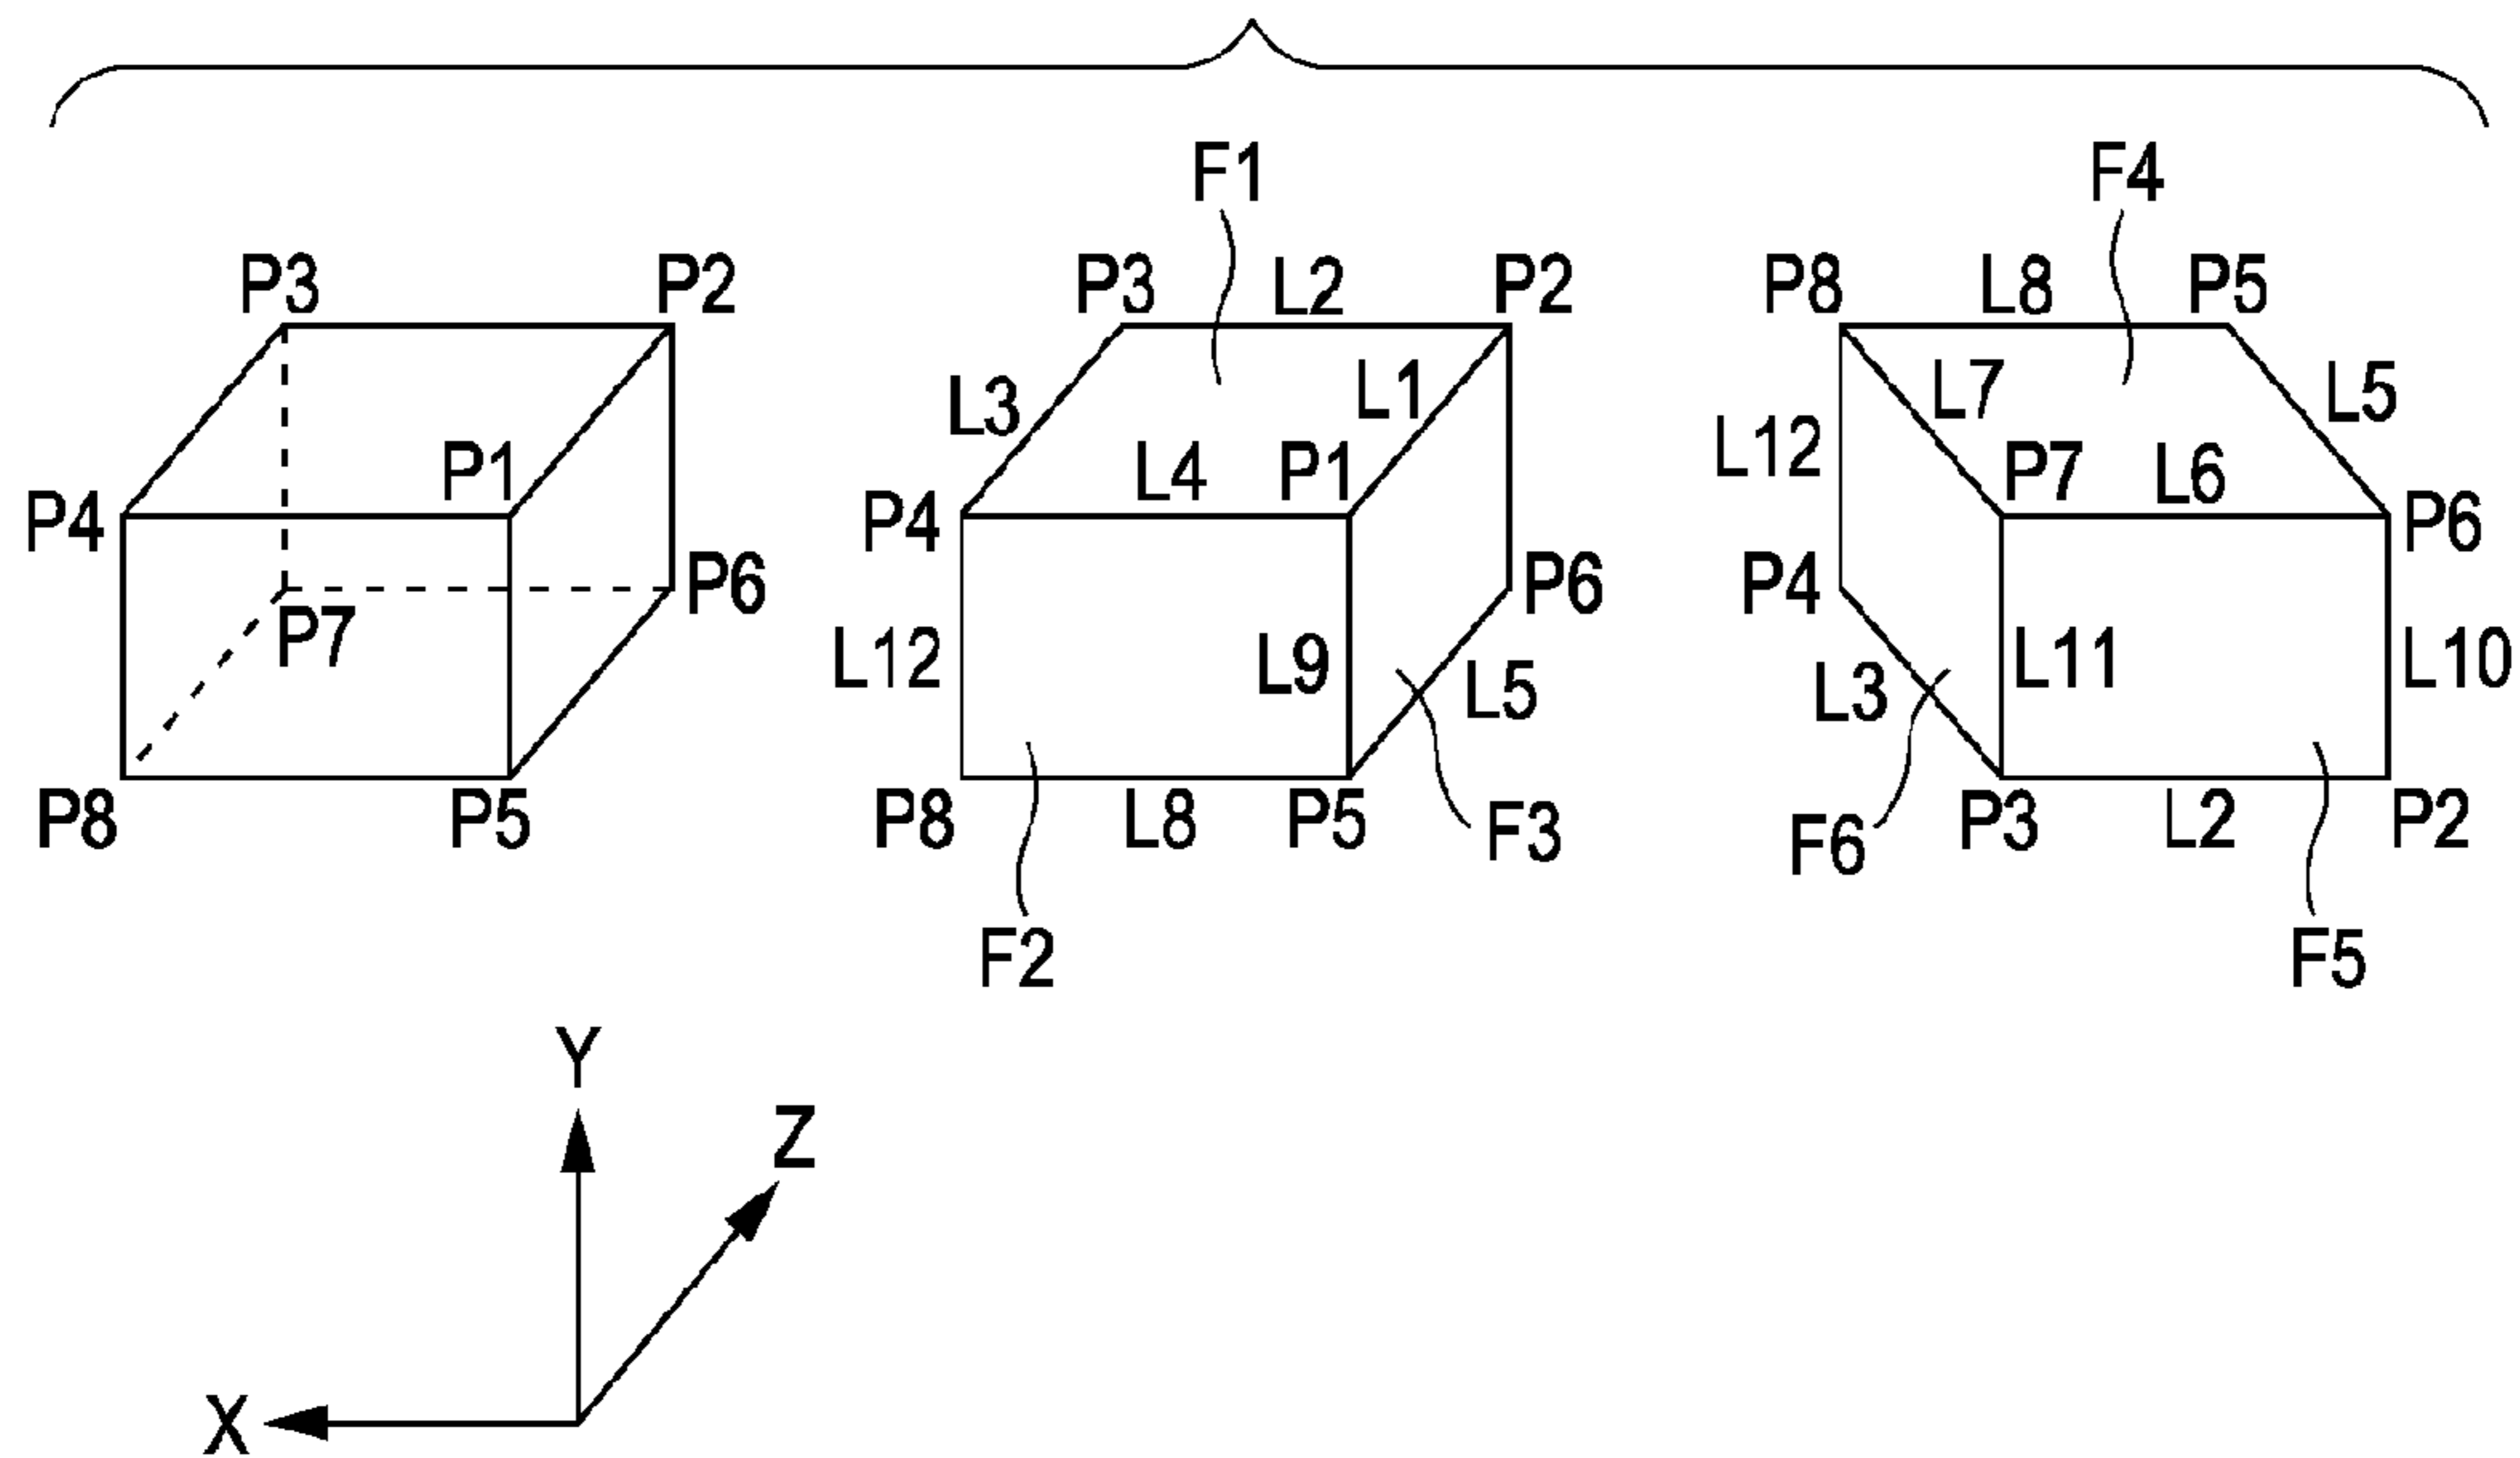 F1 F4
P3 P2 P3 L2 P2 P8 L8 P5
L3 L1 L7 L5
L12
P1 L4 P1 P7 L6
P4 P4 P6
P6 P6 P4
P7 L12 L9 L5 L3 L11 L10
P8 P5 P8 L8 P5 F3 F6 P3 L2 P2
F2 F5
Y
Z
X